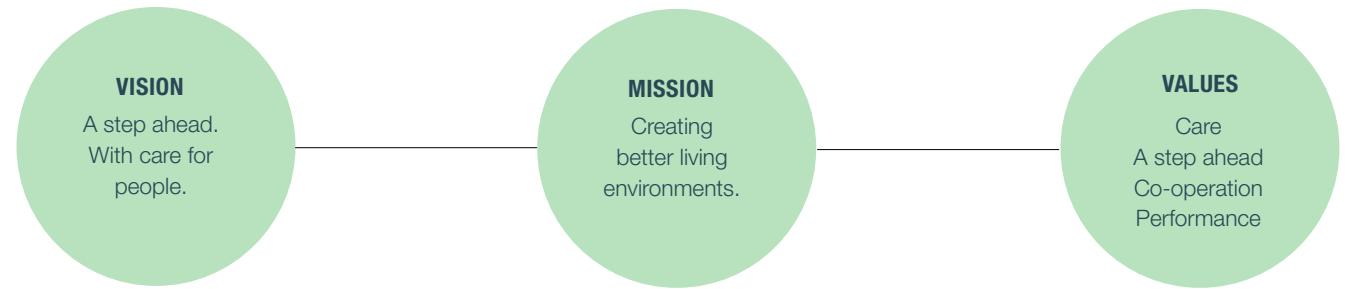 VISION
A step ahead.
With care for
people.
MISSION
Creating
better living
environments.
VALUES
Care
A step ahead
Co-operation
Performance